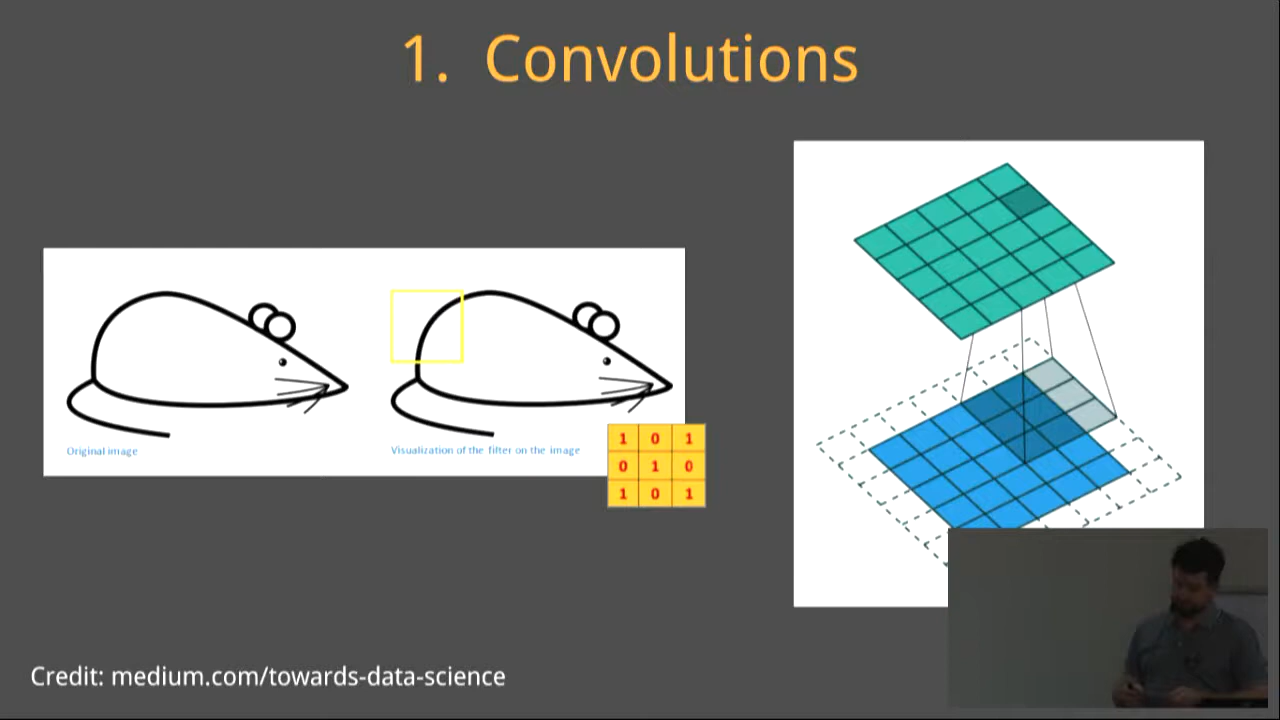 1. Convolutions
Original image
Visualization of the filter on the image
1 0 1
0 1 0
1 0 1
Credit: medium.com/towards-data-science